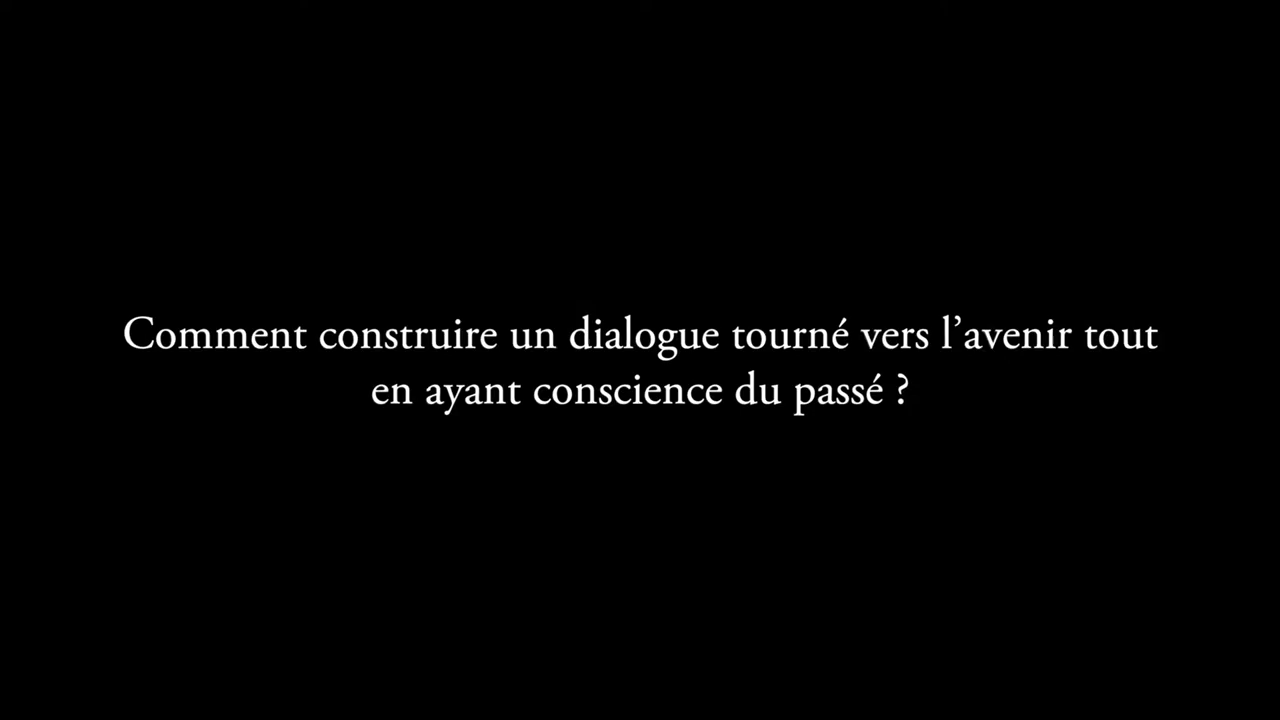 Comment construire un dialogue tourné vers l’avenir tout
en ayant conscience du passé ?